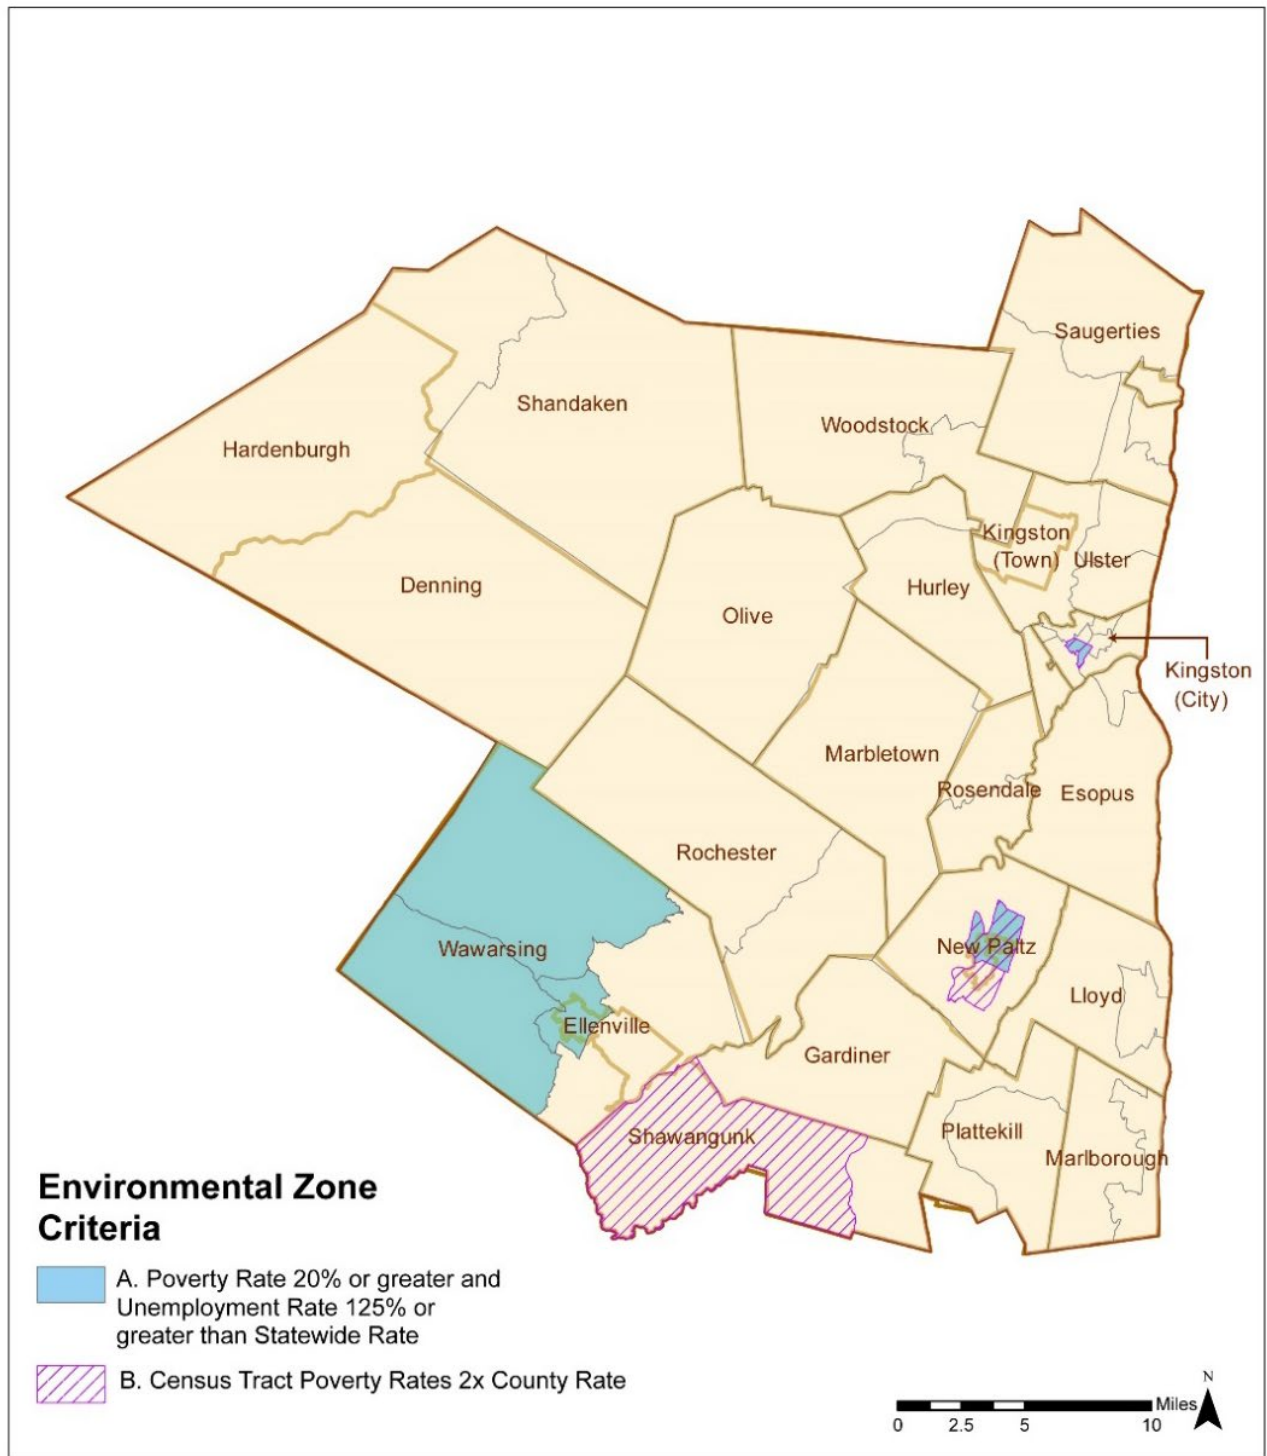 Saugerties
Shandaken
Woodstock
Hardenburgh
Kingston
(Town)
Ulster
Denning
Hurley
Olive
Kingston
(City)
Marbletown
Rosendale
Esopus
Rochester
Wawarsing
New Paltz
Lloyd
Ellenville
Gardiner
Shawangunk
Plattekill
Marlborough
Environmental Zone
Criteria
A. Poverty Rate 20% or greater and
Unemployment Rate 125% or
greater than Statewide Rate
B. Census Tract Poverty Rates 2x County Rate
N
Miles
0 2.5 5 10